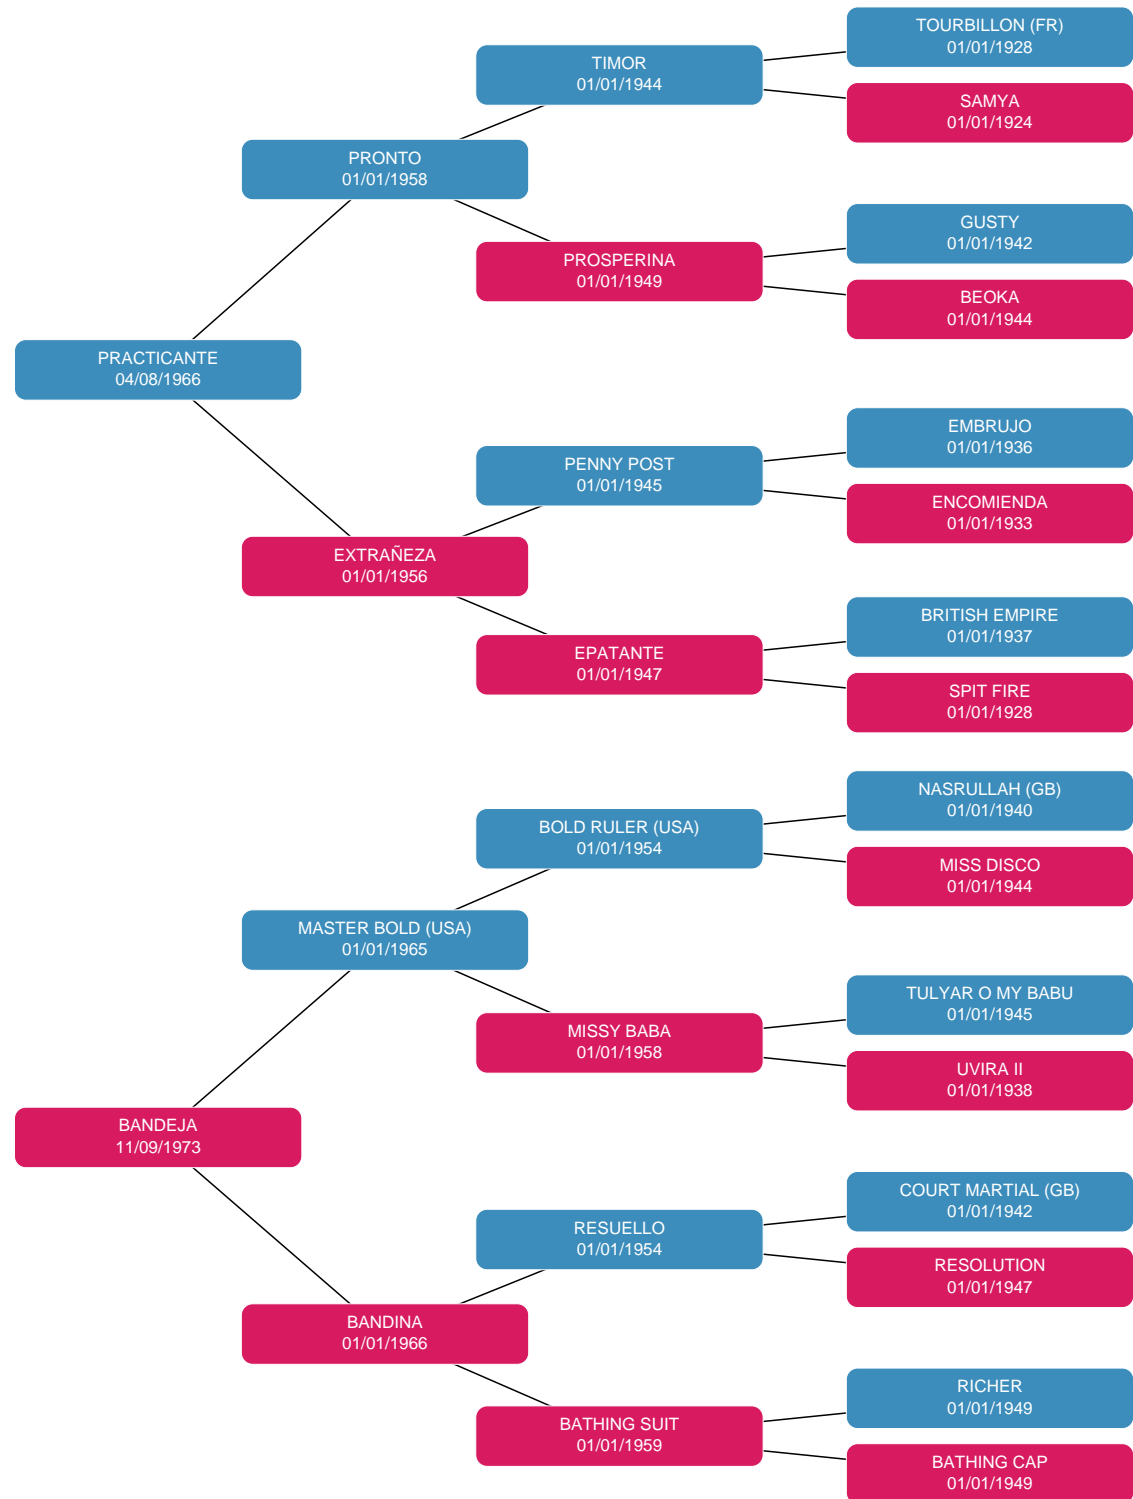 TOURBILLON (FR)
01/01/1928
TIMOR
01/01/1944
SAMYA
01/01/1924
PRONTO
01/01/1958
GUSTY
01/01/1942
PROSPERINA
01/01/1949
BEOKA
01/01/1944
PRACTICANTE
04/08/1966
EMBRUJO
01/01/1936
PENNY POST
01/01/1945
ENCOMIENDA
01/01/1933
EXTRAÑEZA
01/01/1956
BRITISH EMPIRE
01/01/1937
EPATANTE
01/01/1947
SPIT FIRE
01/01/1928
NASRULLAH (GB)
01/01/1940
BOLD RULER (USA)
01/01/1954
MISS DISCO
01/01/1944
MASTER BOLD (USA)
01/01/1965
TULYAR O MY BABU
01/01/1945
MISSY BABA
01/01/1958
UVIRA II
01/01/1938
BANDEJA
11/09/1973
COURT MARTIAL (GB)
01/01/1942
RESUELLO
01/01/1954
RESOLUTION
01/01/1947
BANDINA
01/01/1966
RICHER
01/01/1949
BATHING SUIT
01/01/1959
BATHING CAP
01/01/1949